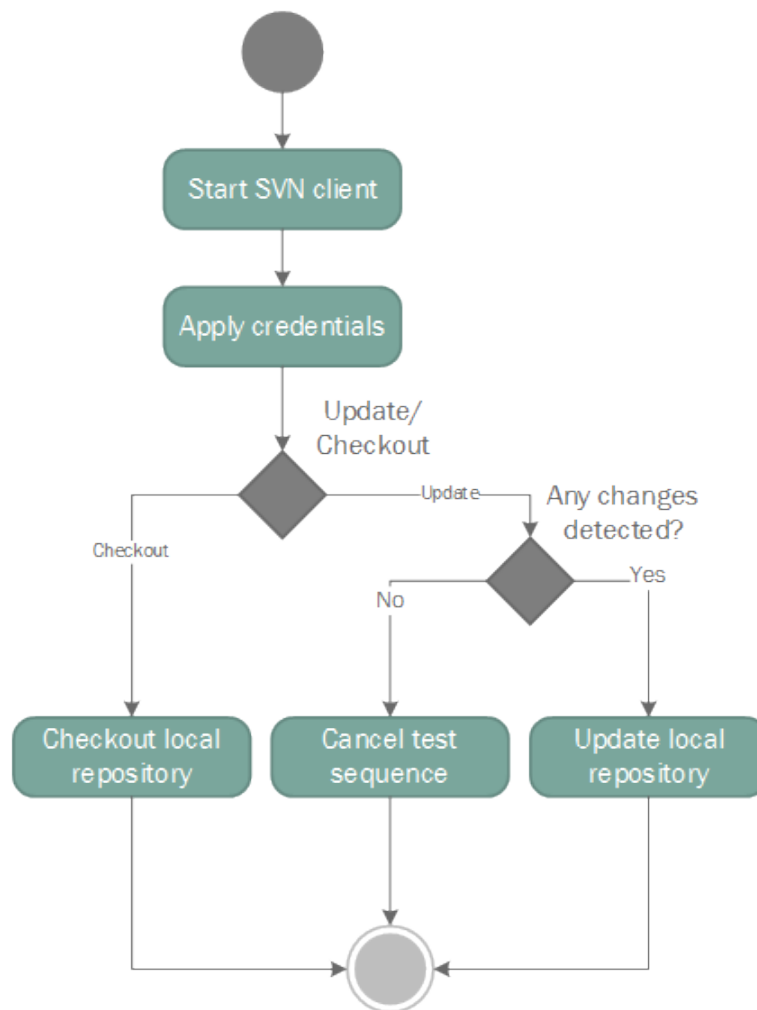 Start SVN client
Apply credentials
Update/
Checkout
Update
Any changes
detected?
Checkout
No
Yes
Checkout local
repository
Cancel test
sequence
Update local
repository